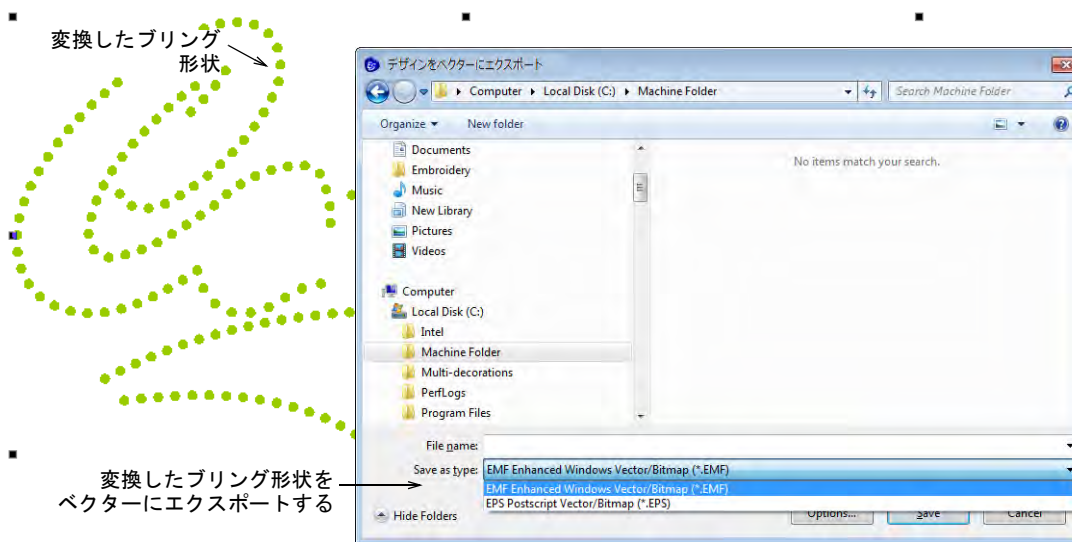 変換したブリング
形状
デザインをベクターにエクスポート
Computer Local Disk (C:) Machine Folder
Search Machine Folder
Organize New folder
Documents
Embroidery
Music
New Library
Pictures
Videos
Computer
Local Disk (C:)
Intel
Machine Folder
Multi-decorations
PerfLogs
Program Files
No items match your search.
File name:
Save as type: EMF Enhanced Windows Vector/Bitmap (*.EMF)
EMF Enhanced Windows Vector/Bitmap (*.EMF)
EPS Postscript Vector/Bitmap (*.EPS)
変換したブリング形状を
ベクターにエクスポートする
Hide Folders
Options... Save Cancel